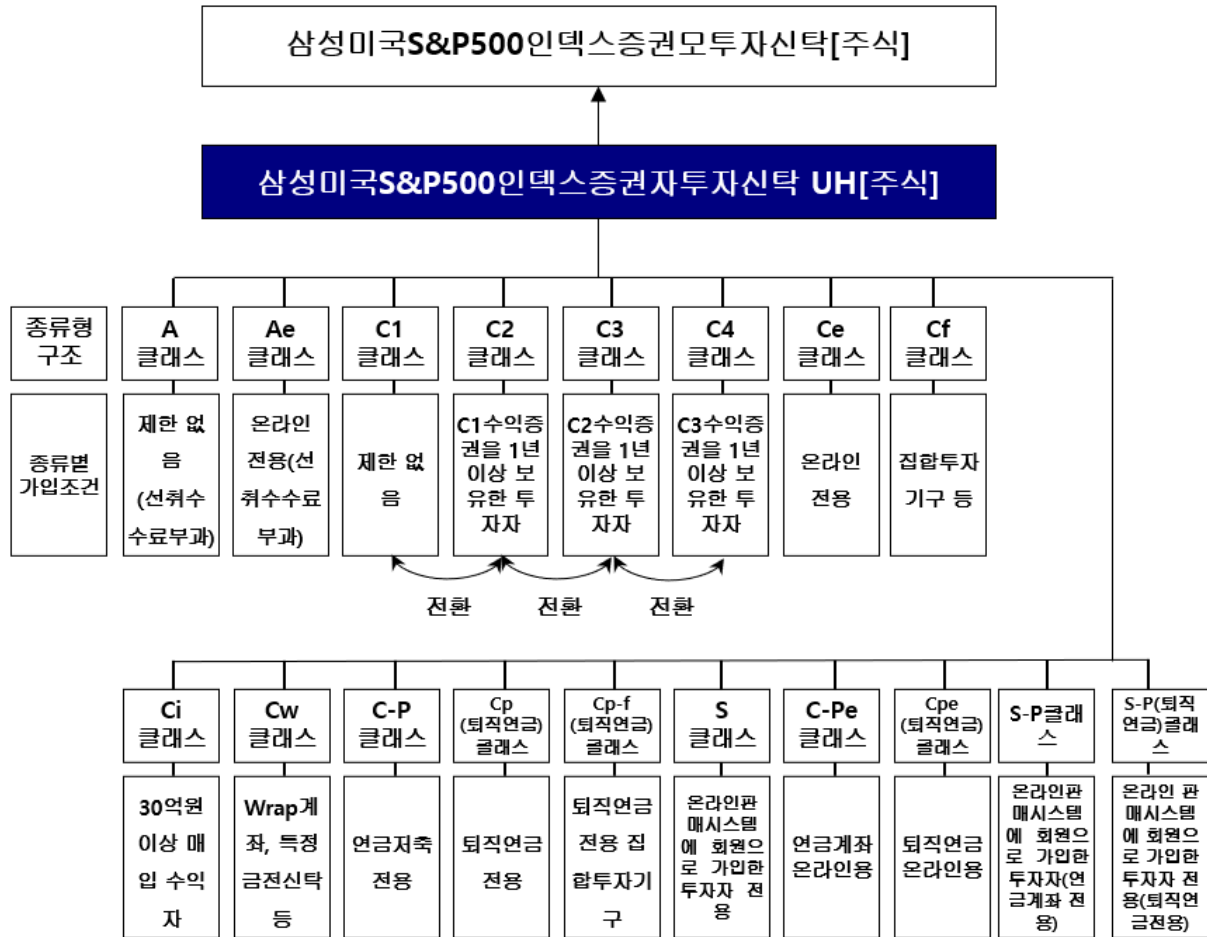 삼성미국S&P500인덱스증권모투자신탁[주식]
삼성미국S&P500인덱스증권자투자신탁 UH[주식]
종류형
구조
A
클래스
Ae
클래스
C1
클래스
C2
클래스
C3
클래스
C4
클래스
Ce
클래스
Cf
클래스
종류별
가입조건
제한 없
음
(선취수
수료부과)
온라인
전용(선
취수수료
부과)
제한 없
음
C1수익증
권을 1년
이상 보
유한 투
자자
C2수익증
권을 1년
이상 보
유한 투
자자
C3수익증
권을 1년
이상 보
유한 투
자자
온라인
전용
집합투자
기구 등
전환
전환
전환
Ci
클래스
Cw
클래스
C-P
클래스
Cp
(퇴직연금)
클래스
Cp-f
(퇴직연금)
클래스
S
클래스
C-Pe
클래스
Cpe
(퇴직연금)
클래스
S-P클래
스
S-P(퇴직
연금)클래
스
30억원
이상 매
입 수익
자
Wrap계
좌, 특정
금전신탁
등
연금저축
전용
퇴직연금
전용
퇴직연금
전용 집
합투자기
구
온라인판
매시스템
에 회원으
로 가입한
투자자 전
용
연금계좌
온라인용
퇴직연금
온라인용
온라인판
매시스템
에 회원으
로 가입한
투자자(연
금계좌 전
용)
온라인 판
매시스템
에 회원으
로 가입한
투자자 전
용(퇴직연
금전용)